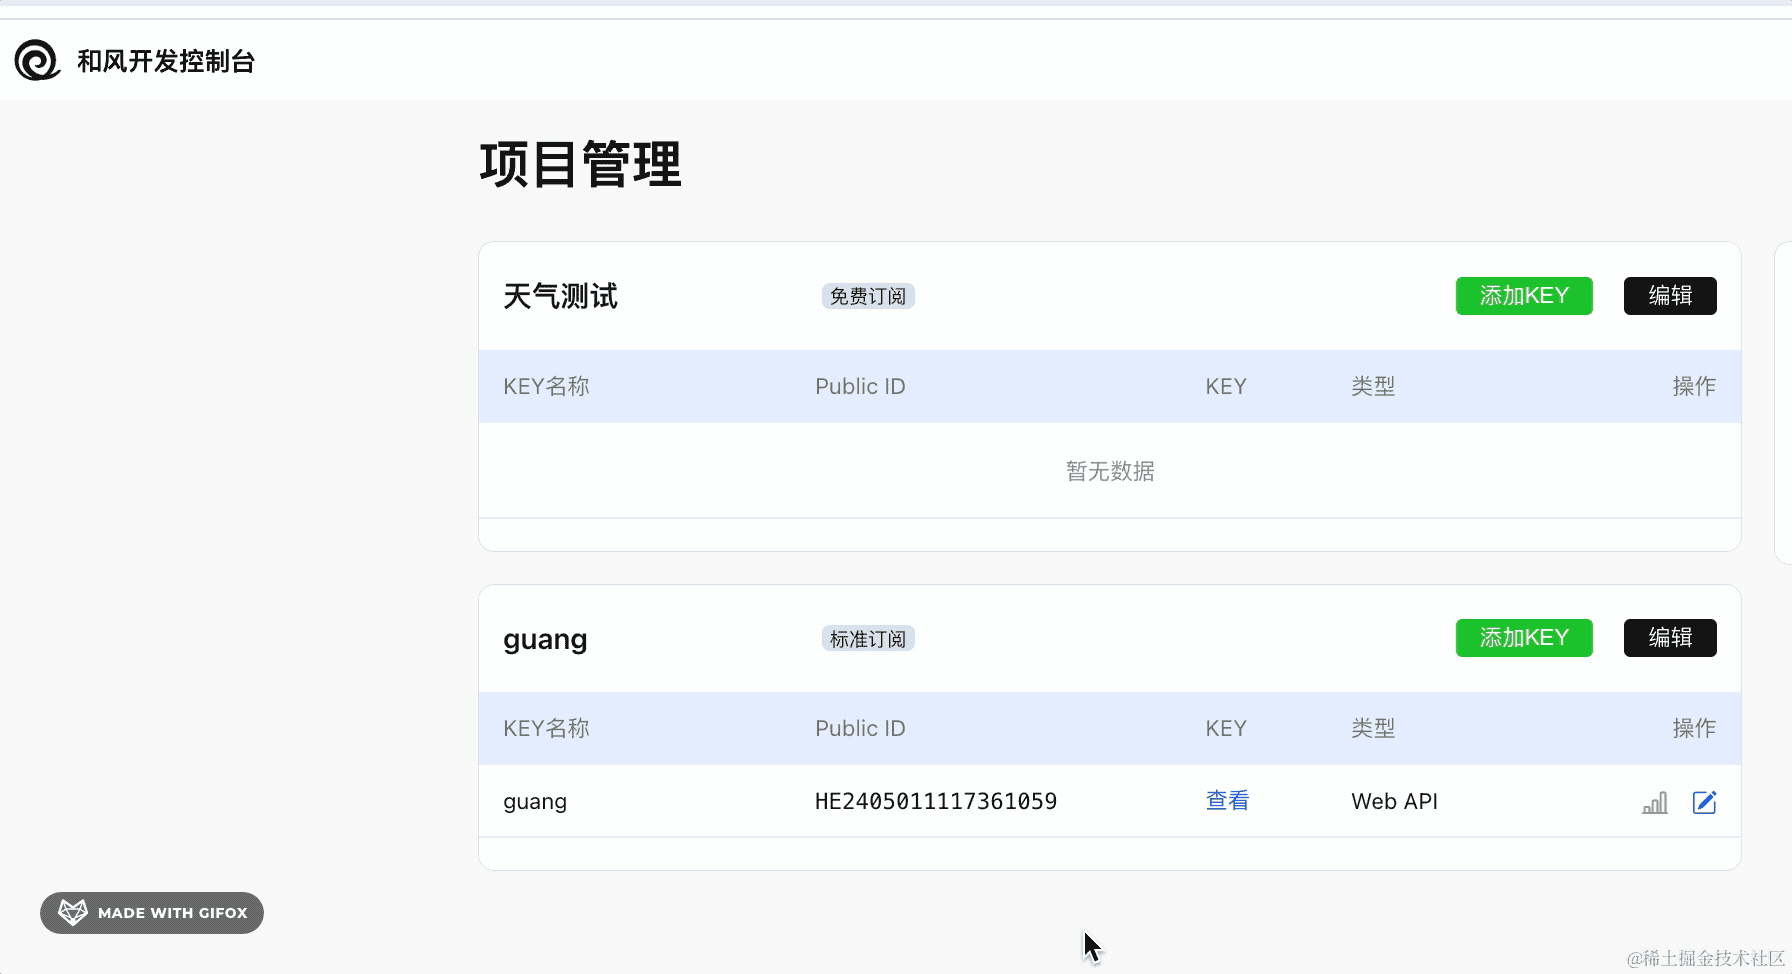 和风开发控制台
项目管理
天气测试 免费订阅 添加KEY 编辑
KEY名称 Public ID KEY 类型 操作
暂无数据
guang 标准订阅 添加KEY 编辑
KEY名称 Public ID KEY 类型 操作
guang HE2405011117361059 查看 Web API
MADE WITH GIFOX
@稀土掘金技术社区